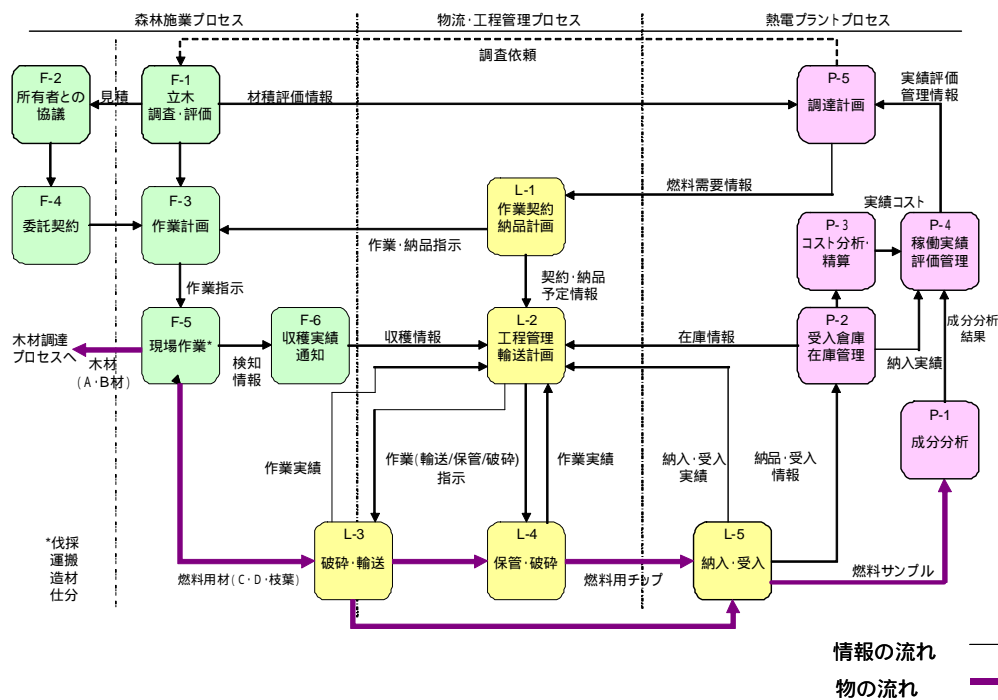 森林施業プロセス
物流・工程管理プロセス
熱電プラントプロセス
調査依頼
F-2
所有者との
協議
見積
F-1
立木
調査・評価
材積評価情報
P-5
調達計画
実績評価
管理情報
F-4
委託契約
F-3
作業計画
作業・納品指示
L-1
作業契約
納品計画
燃料需要情報
実績コスト
P-3
コスト分析・
精算
P-4
稼働実績
評価管理
作業指示
契約・納品
予定情報
木材調達
プロセスへ
木材
(A・B材)
F-5
現場作業*
検知
情報
F-6
収穫実績
通知
収穫情報
L-2
工程管理
輸送計画
在庫情報
P-2
受入倉庫
在庫管理
納入実績
成分分析
結果
P-1
成分分析
作業実績
作業(輸送/保管/破砕)
指示
作業実績
納入・受入
実績
納品・受入
情報
*伐採
運搬
造材
仕分
燃料用材(C・D・枝葉)
L-3
破砕・輸送
L-4
保管・破砕
燃料用チップ
L-5
納入・受入
燃料サンプル
情報の流れ
物の流れ